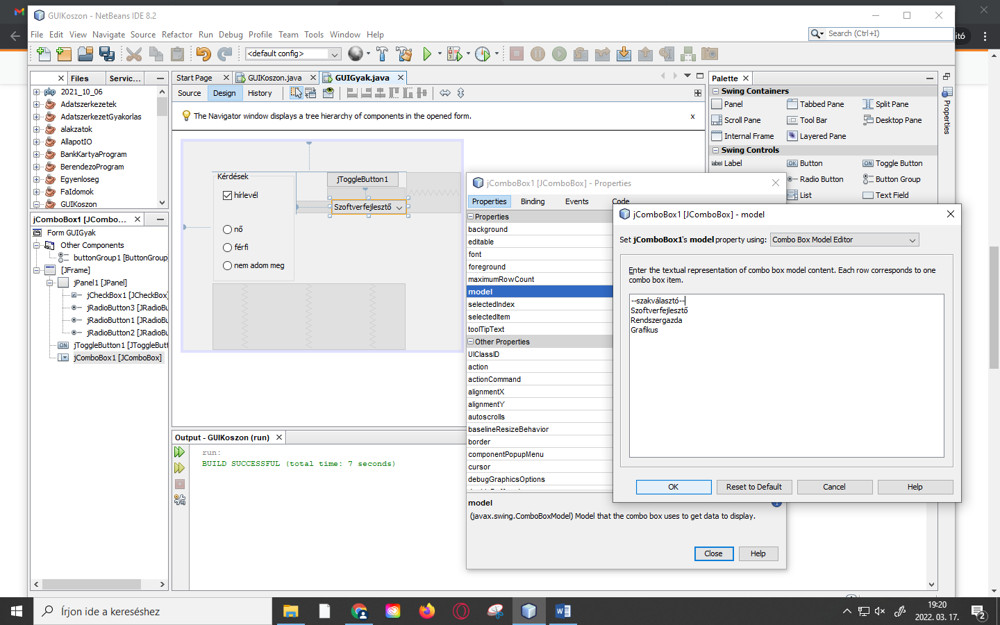 GUIKoszon - NetBeans IDE 8.2
File Edit View Navigate Source Refactor Run Debug Profile Team Tools Window Help
Search (Ctrl+I)
itó
<default config>
Files Servic...
2021_10_06
Adatszerkezetek
AdatszerkezetGyakorlas
alakzatok
AllapotIO
BankKartyaProgram
BerendezoProgram
Egyenloseg
FaIdomok
GUIKoszon
jComboBox1 [JCombo...
Form GUIGyak
Other Components
buttonGroup1 [ButtonGroup
[JFrame]
jPanel1 [JPanel]
jCheckBox1 [JCheckBox]
jRadioButton3 [JRadioBu
jRadioButton1 [JRadioBu
jRadioButton2 [JRadioBu
jToggleButton1 [JToggleButt
jComboBox1 [JComboBox]
Start Page GUIKoszon.java GUIGyak.java
Source Design History
The Navigator window displays a tree hierarchy of components in the opened form. x
Kérdések
hírlevél
nő
férfi
nem adom meg
jToggleButton1
Szoftverfejlesztő
Output - GUIKoszon (run)
run:
BUILD SUCCESSFUL (total time: 7 seconds)
Palette
Properties
Swing Containers
Panel Tabbed Pane Split Pane
Scroll Pane Tool Bar Desktop Pane
Internal Frame Layered Pane
Swing Controls
label Label OK Button ON Toggle Button
Radio Button Button Group
List Text Field
jComboBox1 [JComboBox] - Properties
Properties Binding Events Code
Properties
background
editable
font
foreground
maximumRowCount
model
selectedIndex
selectedItem
toolTipText
Other Properties
UIClassID
action
actionCommand
alignmentX
alignmentY
autoscrolls
baselineResizeBehavior
border
componentPopupMenu
cursor
debugGraphicsOptions
model
(javax.swing.ComboBoxModel) Model that the combo box uses to get data to display.
Close Help
jComboBox1 [JComboBox] - model
Set jComboBox1's model property using: Combo Box Model Editor
Enter the textual representation of combo box model content. Each row corresponds to one
combo box item.
--szakválasztó--
Szoftverfejlesztő
Rendszergazda
Grafikus
OK Reset to Default Cancel Help
Írjon ide a kereséshez
19:20
2022. 03. 17.
2